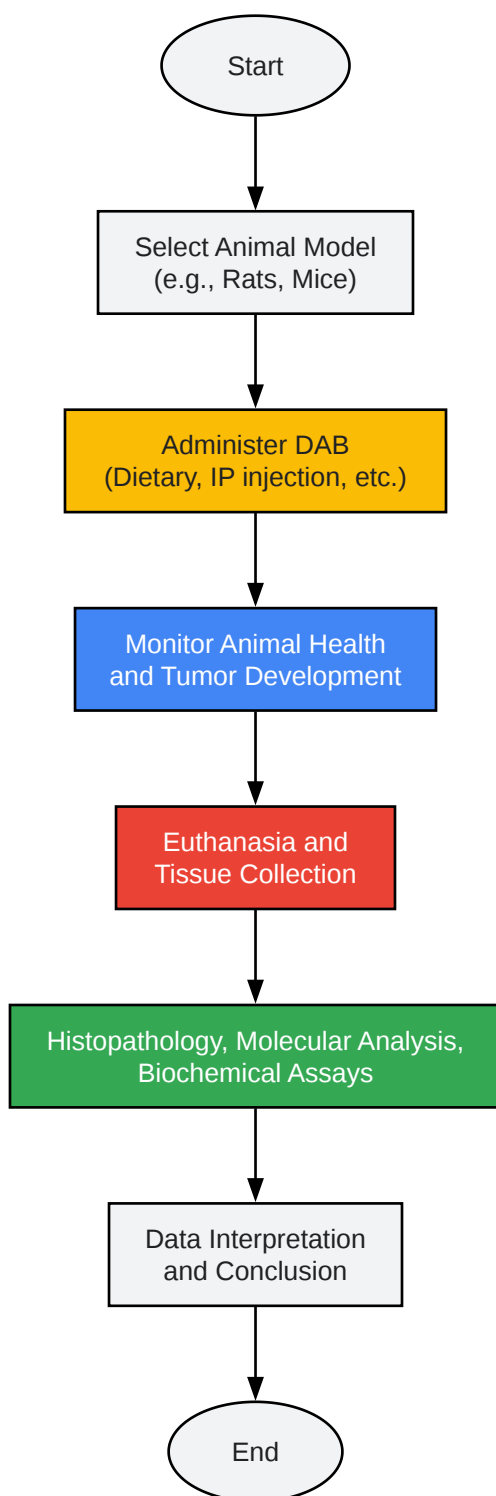 Start
Select Animal Model
(e.g., Rats, Mice)
Administer DAB
(Dietary, IP injection, etc.)
Monitor Animal Health
and Tumor Development
Euthanasia and
Tissue Collection
Histopathology, Molecular Analysis,
Biochemical Assays
Data Interpretation
and Conclusion
End